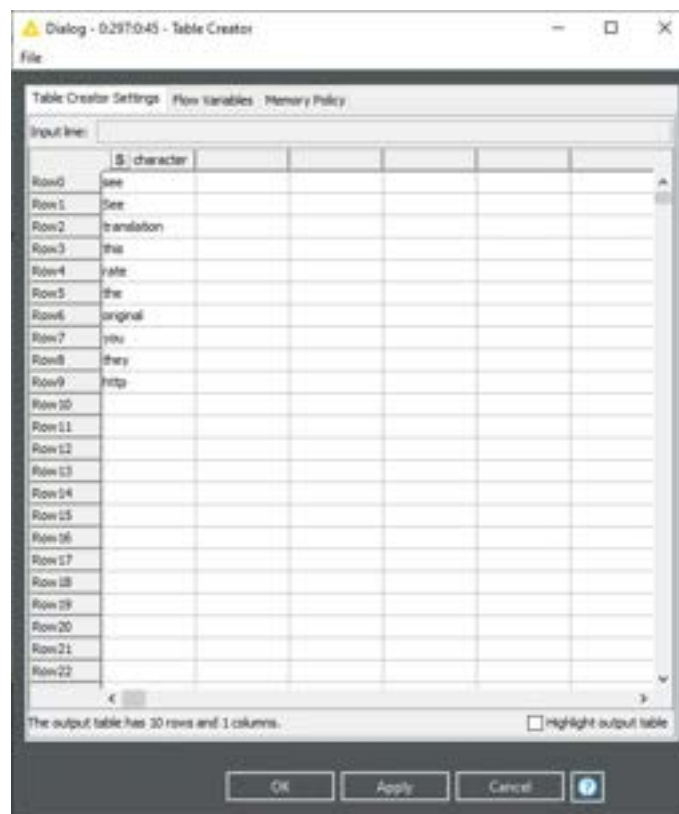 Dialog - 0:297:0:45 - Table Creator
File
Table Creator Settings Flow Variables Memory Policy
Input line:
S character
Row0 see
Row1 See
Row2 translation
Row3 this
Row4 rate
Row5 the
Row6 original
Row7 you
Row8 they
Row9 http
Row10
Row11
Row12
Row13
Row14
Row15
Row16
Row17
Row18
Row19
Row20
Row21
Row22
The output table has 10 rows and 1 columns. Highlight output table
OK Apply Cancel ?